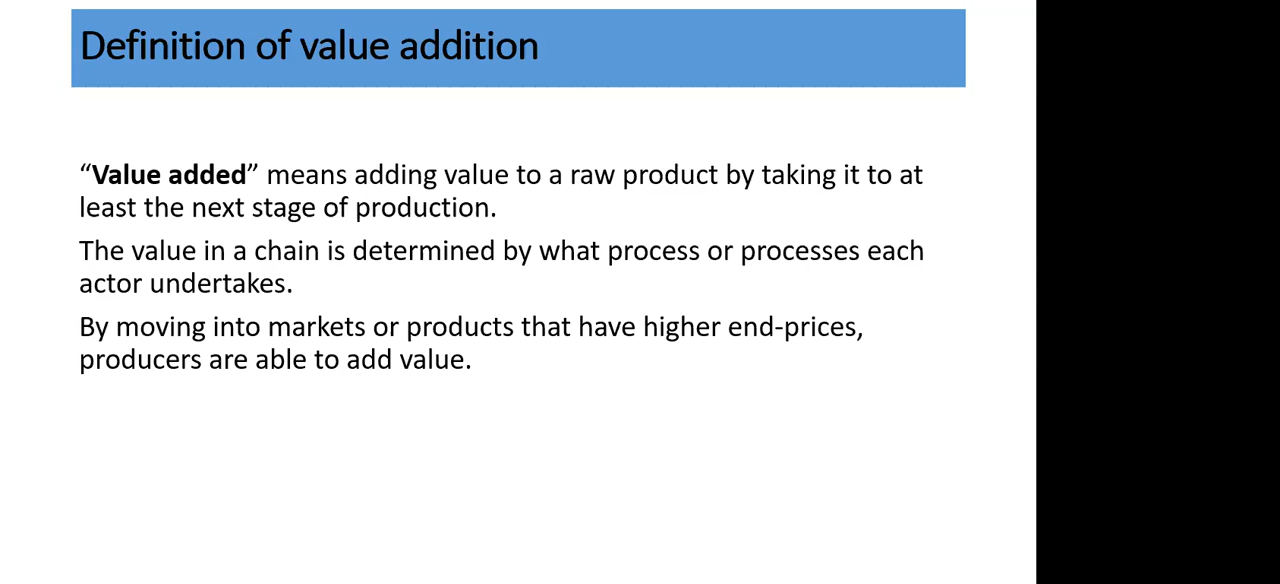 Definition of value addition
“Value added” means adding value to a raw product by taking it to at
least the next stage of production.
The value in a chain is determined by what process or processes each
actor undertakes.
By moving into markets or products that have higher end-prices,
producers are able to add value.